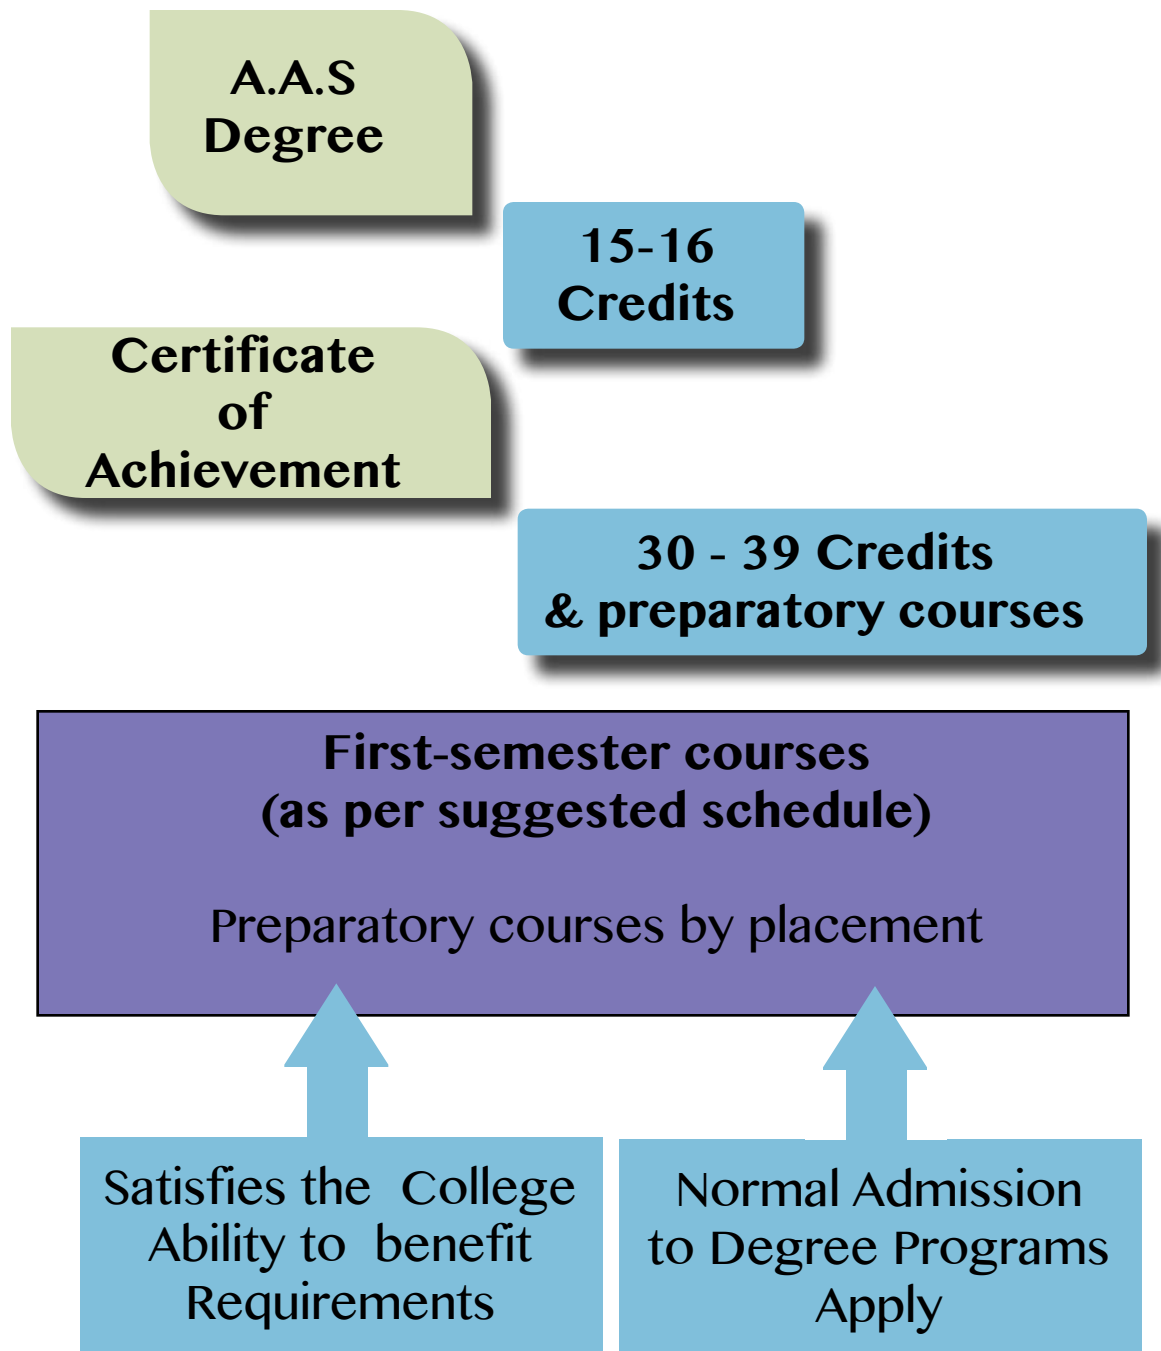 A.A.S
Degree
15-16
Credits
Certificate
of
Achievement
30 - 39 Credits
& preparatory courses
First-semester courses
(as per suggested schedule)
Preparatory courses by placement
Satisfies the College
Ability to benefit
Requirements
Normal Admission
to Degree Programs
Apply